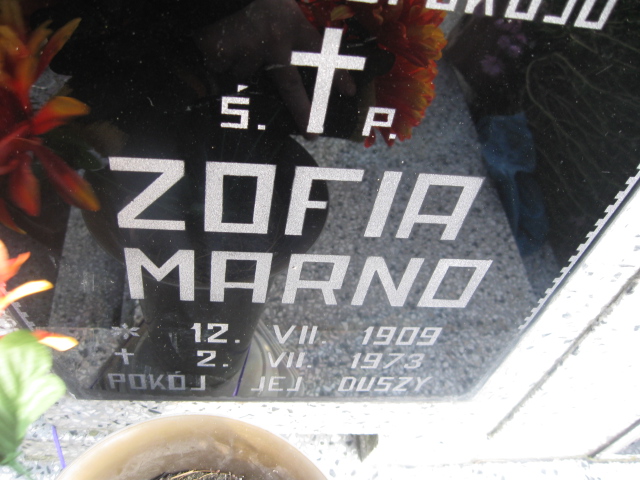 Ś. P.
ZOFIA
MARNO
* 12. VII. 1909
† 2. VII. 1973
POKÓJ JEJ DUSZY